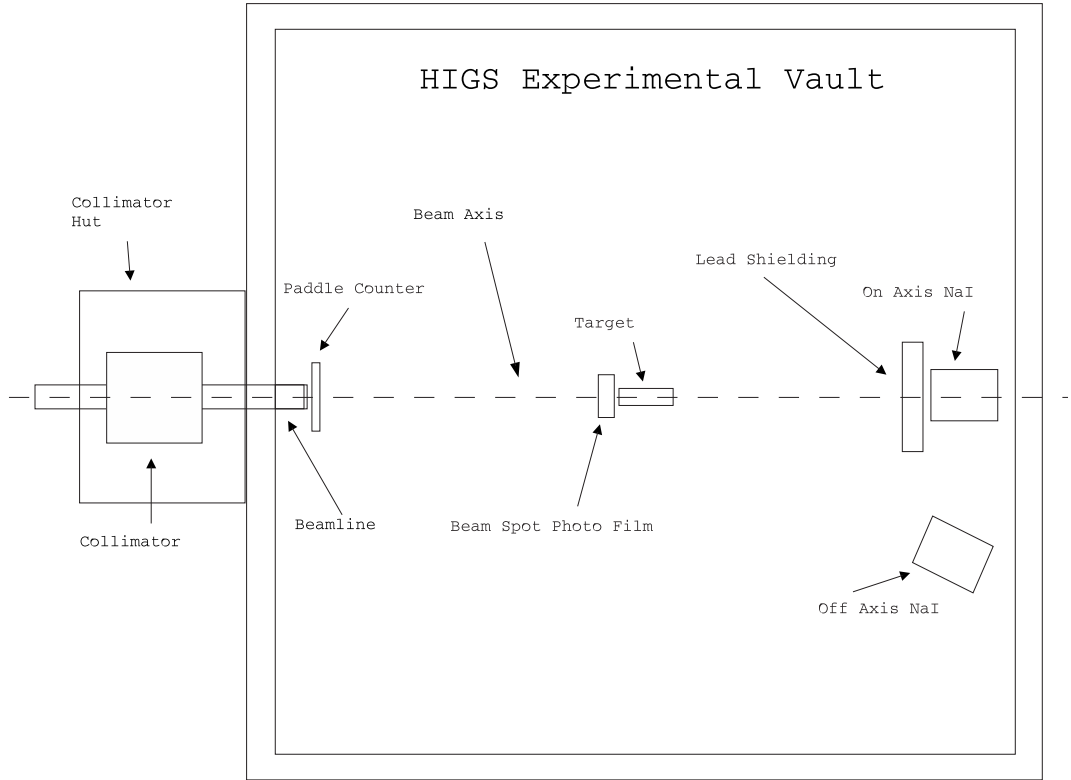 HIGS Experimental Vault
Collimator
Hut
Beam Axis
Lead Shielding
Paddle Counter
On Axis NaI
Target
Beamline
Beam Spot Photo Film
Collimator
Off Axis NaI